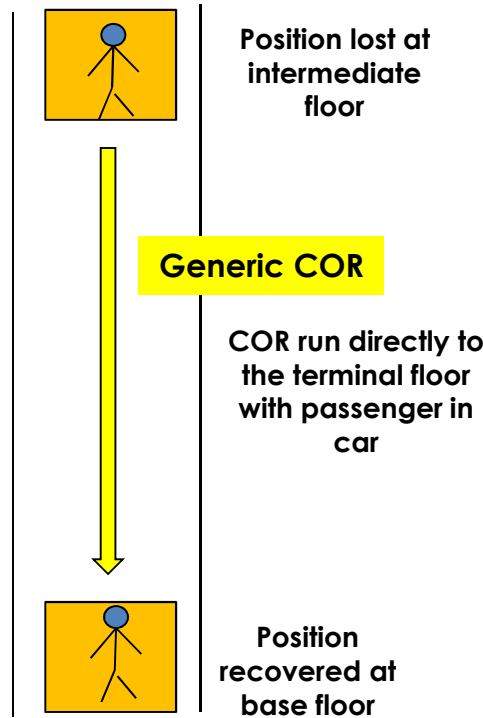 Position lost at
intermediate
floor
Generic COR
COR run directly to
the terminal floor
with passenger in
car
Position
recovered at
base floor